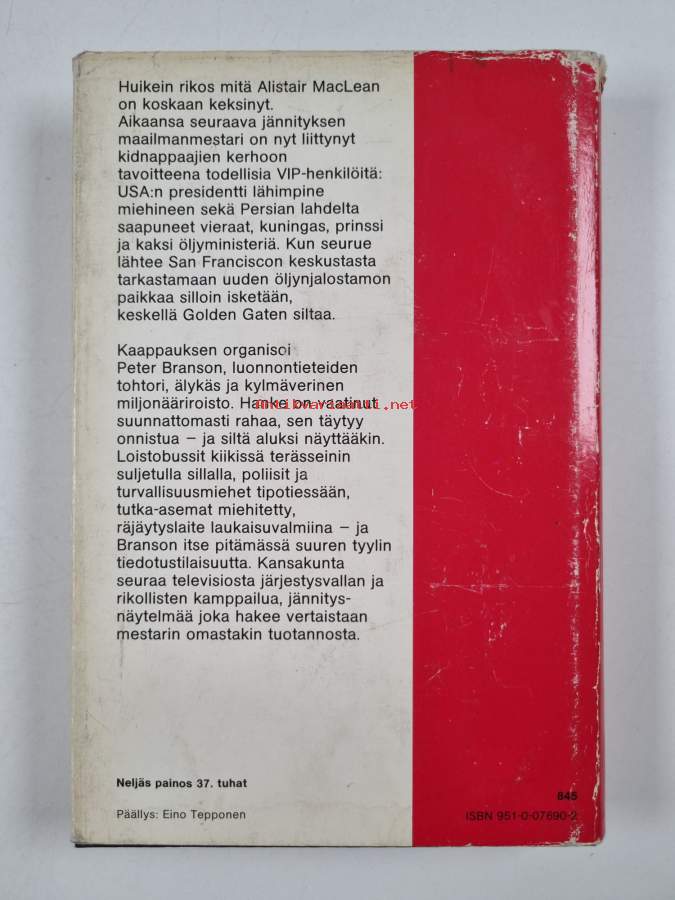 Huikein rikos mitä Alistair MacLean
on koskaan keksinyt.
Aikaansa seuraava jännityksen
maailmanmestari on nyt liittynyt
kidnappaajien kerhoon
tavoitteena todellisia VIP-henkilöitä:
USA:n presidentti lähimpine
miehineen sekä Persian lahdelta
saapuneet vieraat, kuningas, prinssi
ja kaksi öljyministeriä. Kun seurue
lähtee San Franciscon keskustasta
tarkastamaan uuden öljynjalostamon
paikkaa silloin isketään,
keskellä Golden Gaten siltaa.
Kaappauksen organisoi
Peter Branson, luonnontieteiden
tohtori, älykäs ja kylmäverinen
miljonääriroisto. Hanke on vaatinut
Antikvariaatti.net
suunnattomasti rahaa, sen täytyy
onnistua – ja siltä aluksi näyttääkin.
Loistobussit kiikissä terässeinin
suljetulla sillalla, poliisit ja
turvallisuusmiehet tipotiessään,
tutka-asemat miehitetty,
räjäytyslaite laukaisuvalmiina – ja
Branson itse pitämässä suuren tyylin
tiedotustilaisuutta. Kansakunta
seuraa televisiosta järjestysvallan ja
rikollisten kamppailua, jännitys-
näytelmää joka hakee vertaistaan
mestarin omastakin tuotannosta.
Neljäs painos 37. tuhat
Päällys: Eino Tepponen
845
ISBN 951-0-07690-2